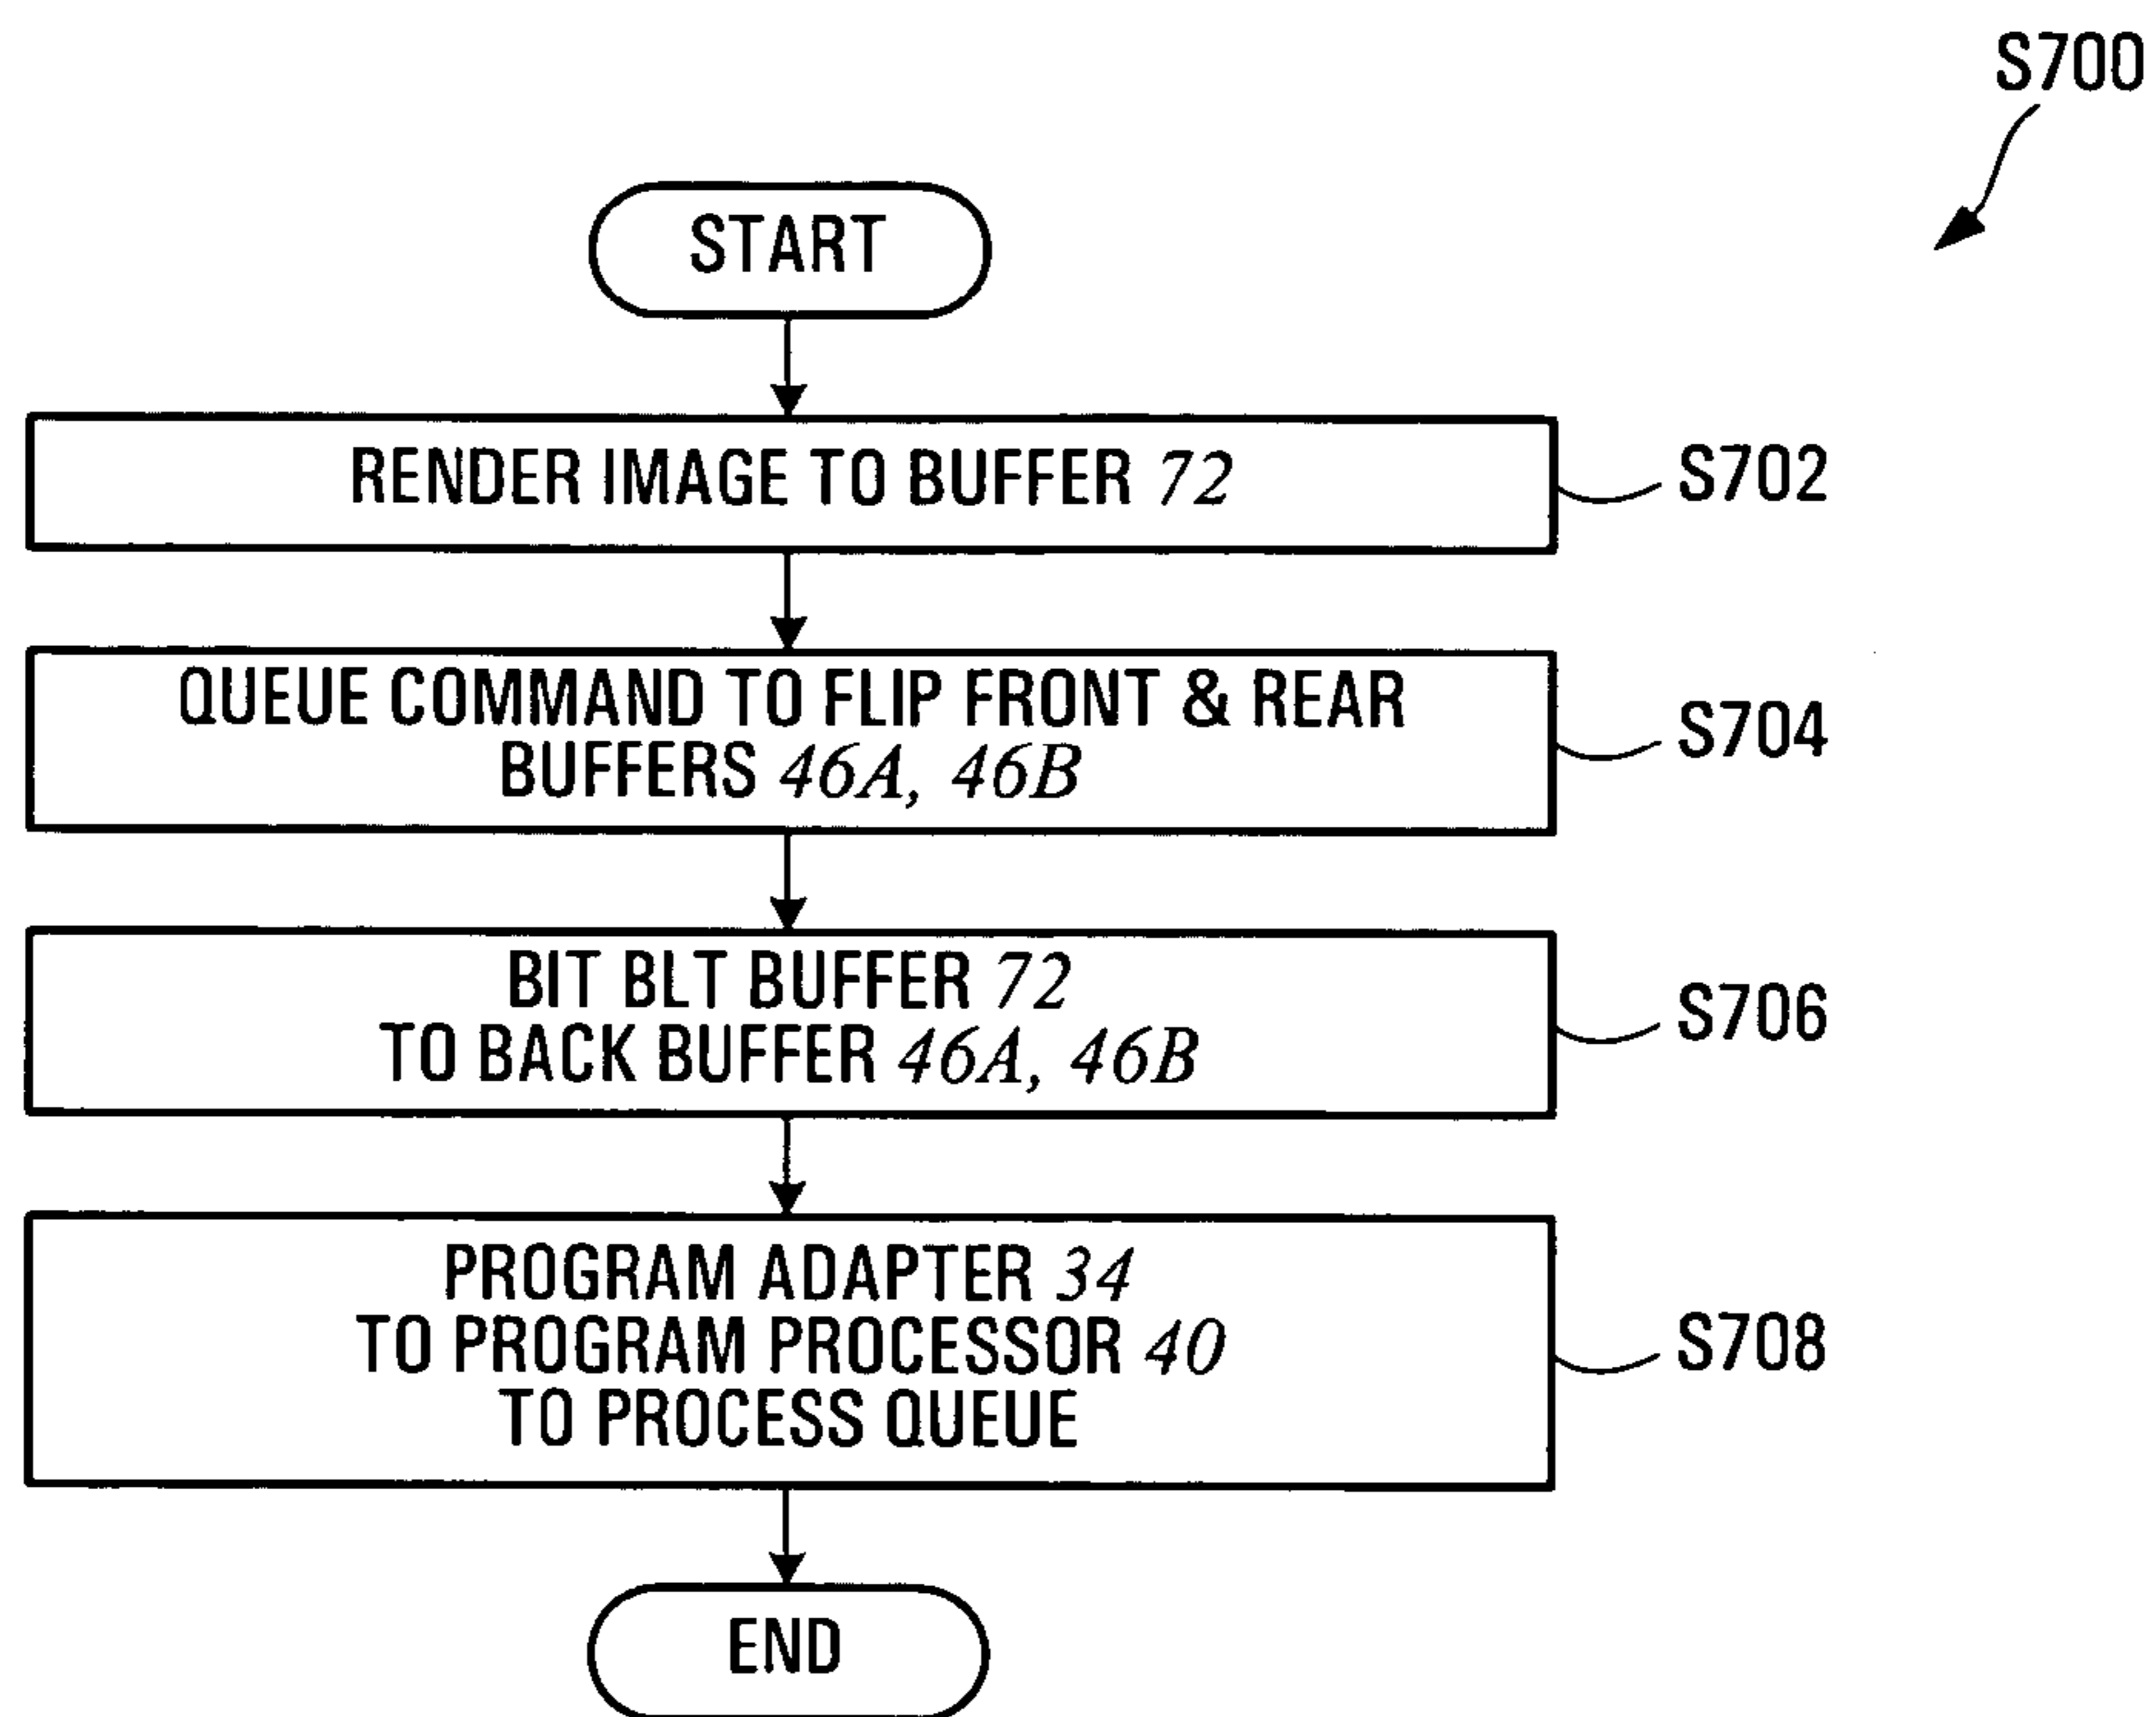 S700
START
RENDER IMAGE TO BUFFER 72
S702
QUEUE COMMAND TO FLIP FRONT & REAR
BUFFERS 46A, 46B
S704
BIT BLT BUFFER 72
TO BACK BUFFER 46A, 46B
S706
PROGRAM ADAPTER 34
TO PROGRAM PROCESSOR 40
TO PROCESS QUEUE
S708
END